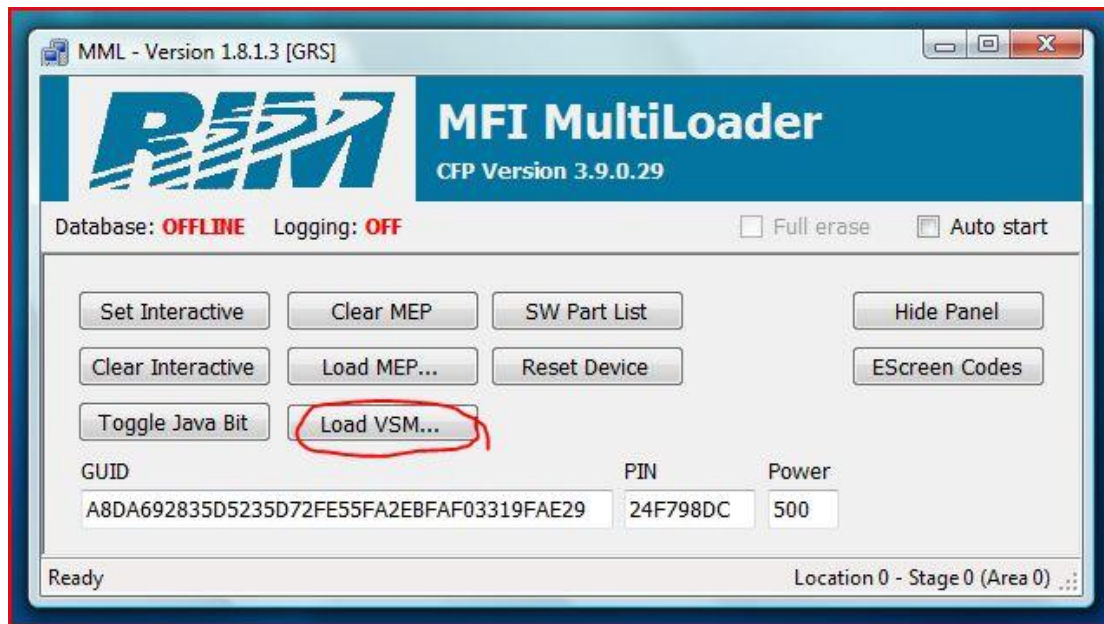 MML - Version 1.8.1.3 [GRS]
RIM
MFI MultiLoader
CFP Version 3.9.0.29
Database: OFFLINE Logging: OFF Full erase Auto start
Set Interactive Clear MEP SW Part List Hide Panel
Clear Interactive Load MEP... Reset Device EScreen Codes
Toggle Java Bit Load VSM...
GUID PIN Power
A8DA692835D5235D72FE55FA2EBFAF03319FAE29 24F798DC 500
Ready Location 0 - Stage 0 (Area 0)